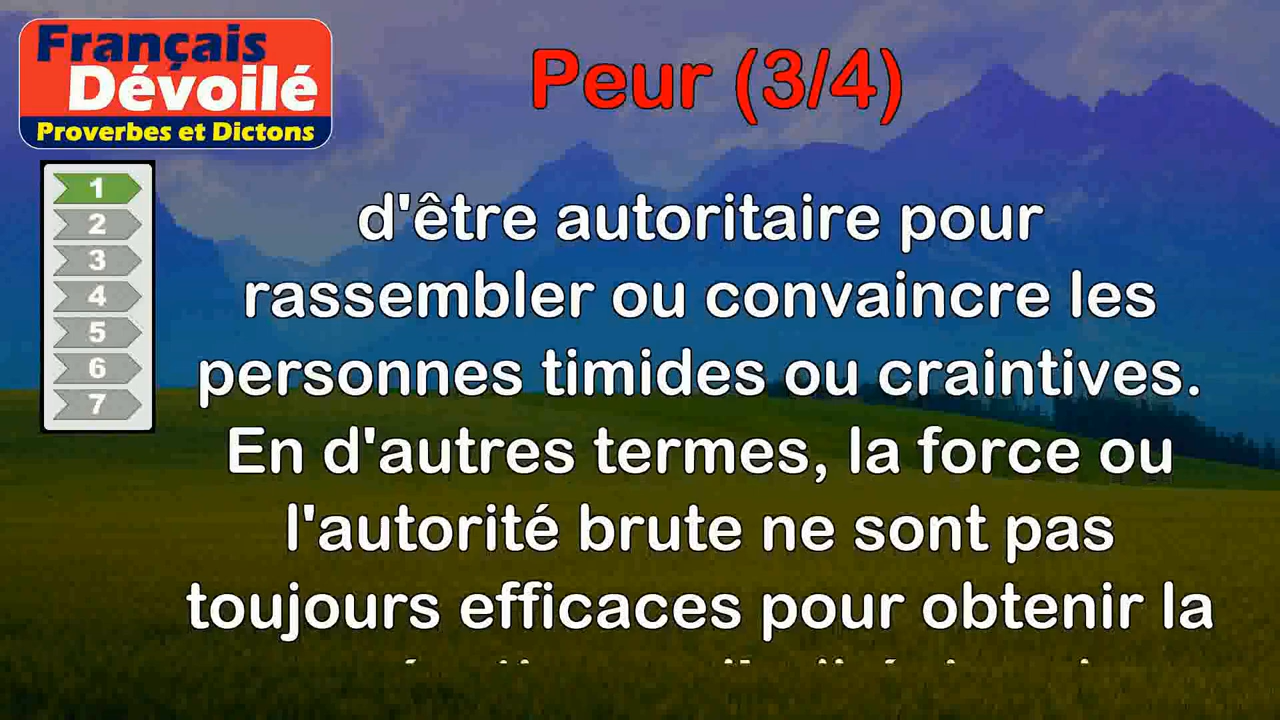 Français
Dévoilé
Proverbes et Dictons
Peur (3/4)
1
2
3
4
5
6
7
d'être autoritaire pour
rassembler ou convaincre les
personnes timides ou craintives.
En d'autres termes, la force ou
l'autorité brute ne sont pas
toujours efficaces pour obtenir la